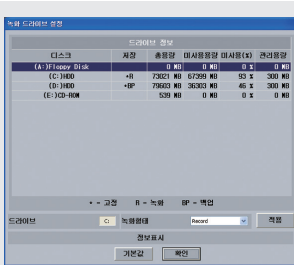 녹화 드라이브 설정
드라이브 정보
디스크 저장 총용량 미사용용량 미사용(%) 관리용량
(A:)Floppy Disk 0 MB 0 MB 0 % 0 MB
(C:)HDD *R 73021 MB 67399 MB 93 % 300 MB
(D:)HDD *BP 79603 MB 36303 MB 46 % 300 MB
(E:)CD-ROM 539 MB 0 MB 0 % 0 MB
* - 고정 R - 녹화 BP - 백업
드라이브 C: 녹화형태 Record 적용
정보표시
기본값 확인